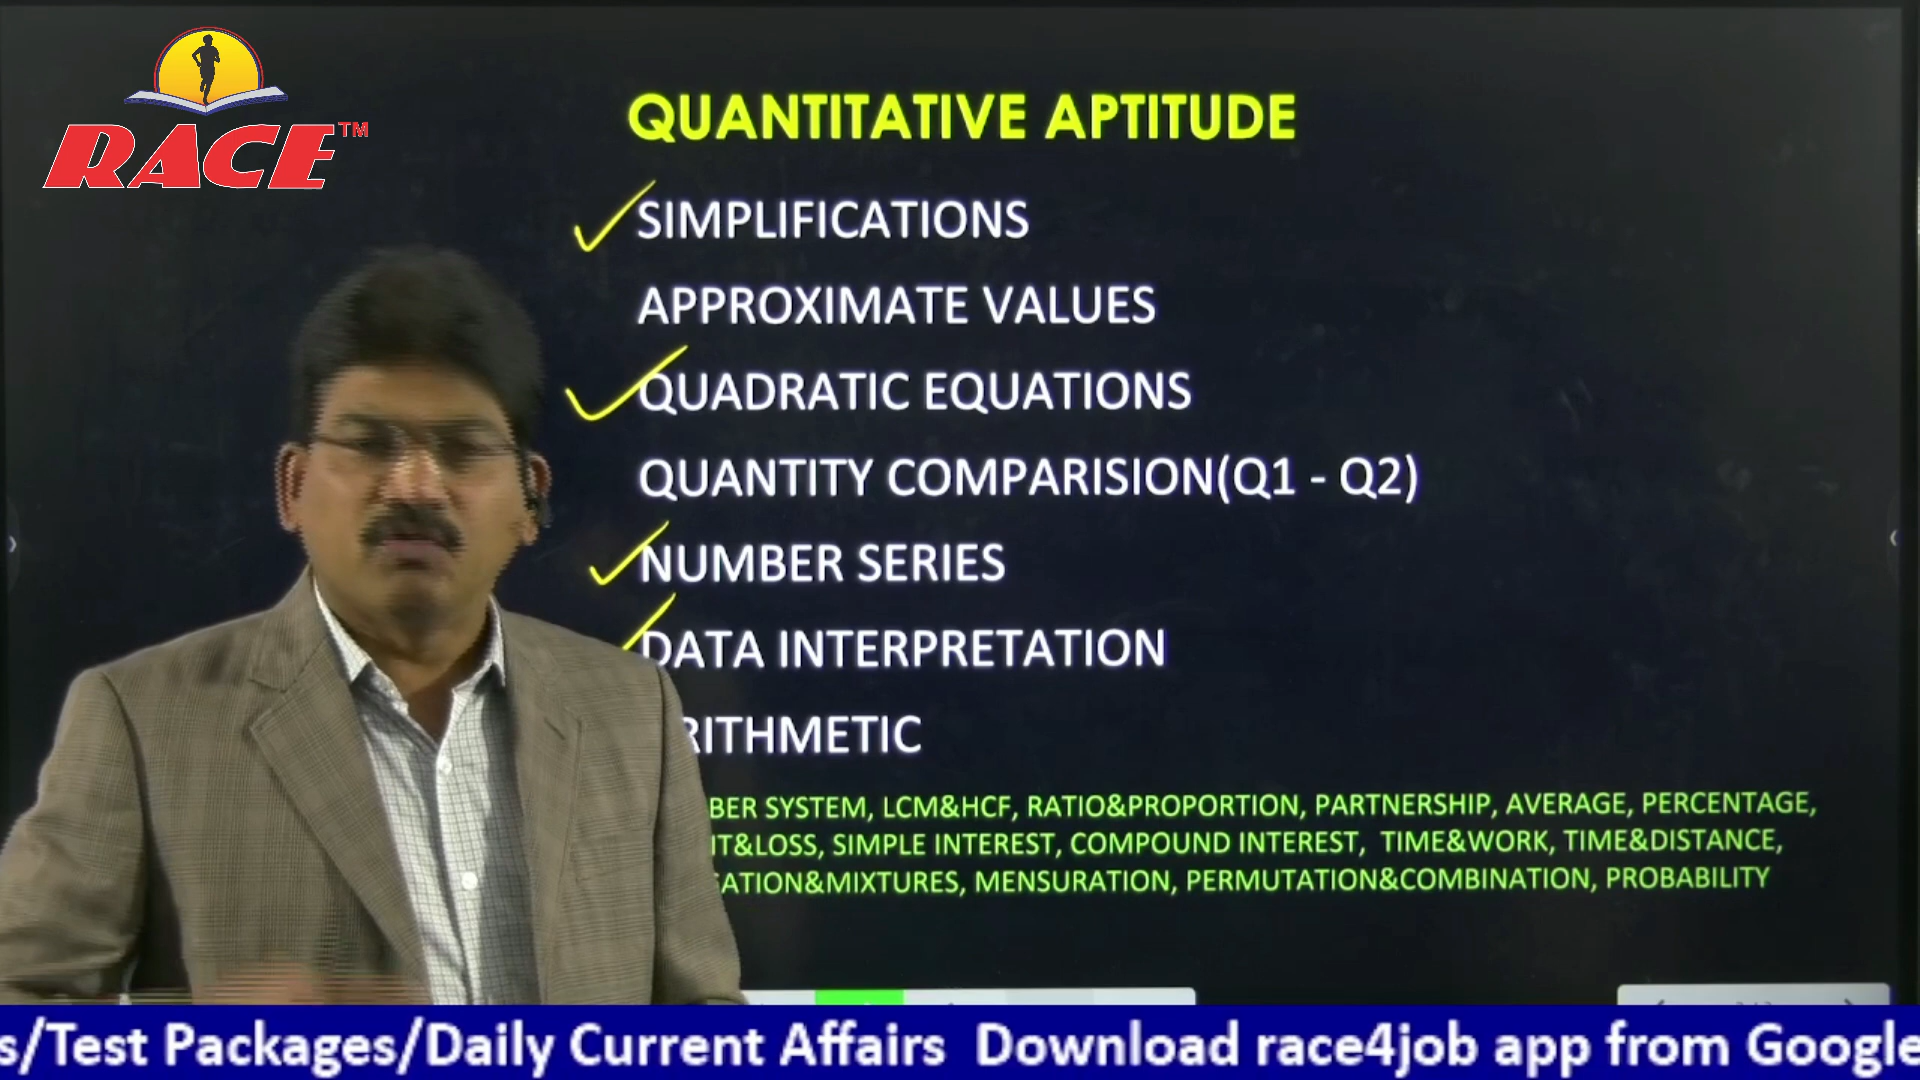 RACE™
QUANTITATIVE APTITUDE
SIMPLIFICATIONS
APPROXIMATE VALUES
QUADRATIC EQUATIONS
QUANTITY COMPARISION(Q1 - Q2)
NUMBER SERIES
DATA INTERPRETATION
RITHMETIC
BER SYSTEM, LCM&HCF, RATIO&PROPORTION, PARTNERSHIP, AVERAGE, PERCENTAGE,
IT&LOSS, SIMPLE INTEREST, COMPOUND INTEREST, TIME&WORK, TIME&DISTANCE,
GATION&MIXTURES, MENSURATION, PERMUTATION&COMBINATION, PROBABILITY
s/Test Packages/Daily Current Affairs Download race4job app from Google